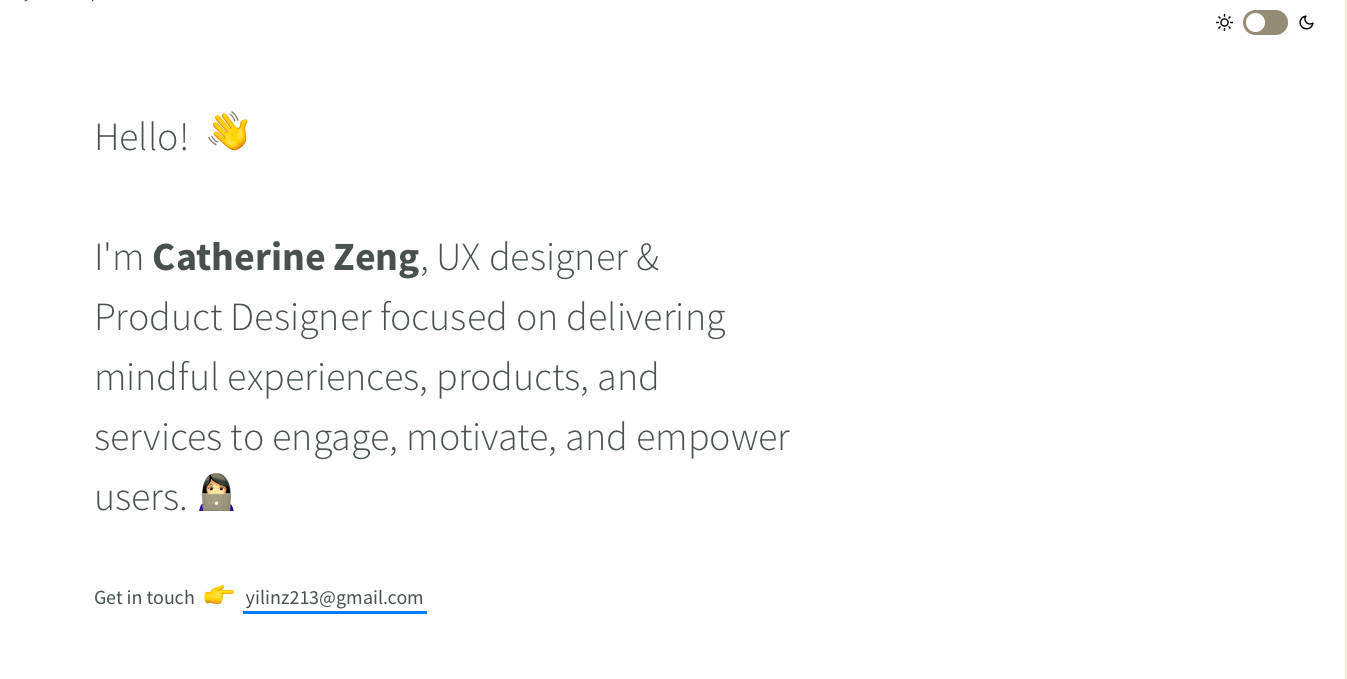 Hello! 👋
I'm Catherine Zeng, UX designer &
Product Designer focused on delivering
mindful experiences, products, and
services to engage, motivate, and empower
users. 👩🏻‍💻
Get in touch 👉 yilinz213@gmail.com